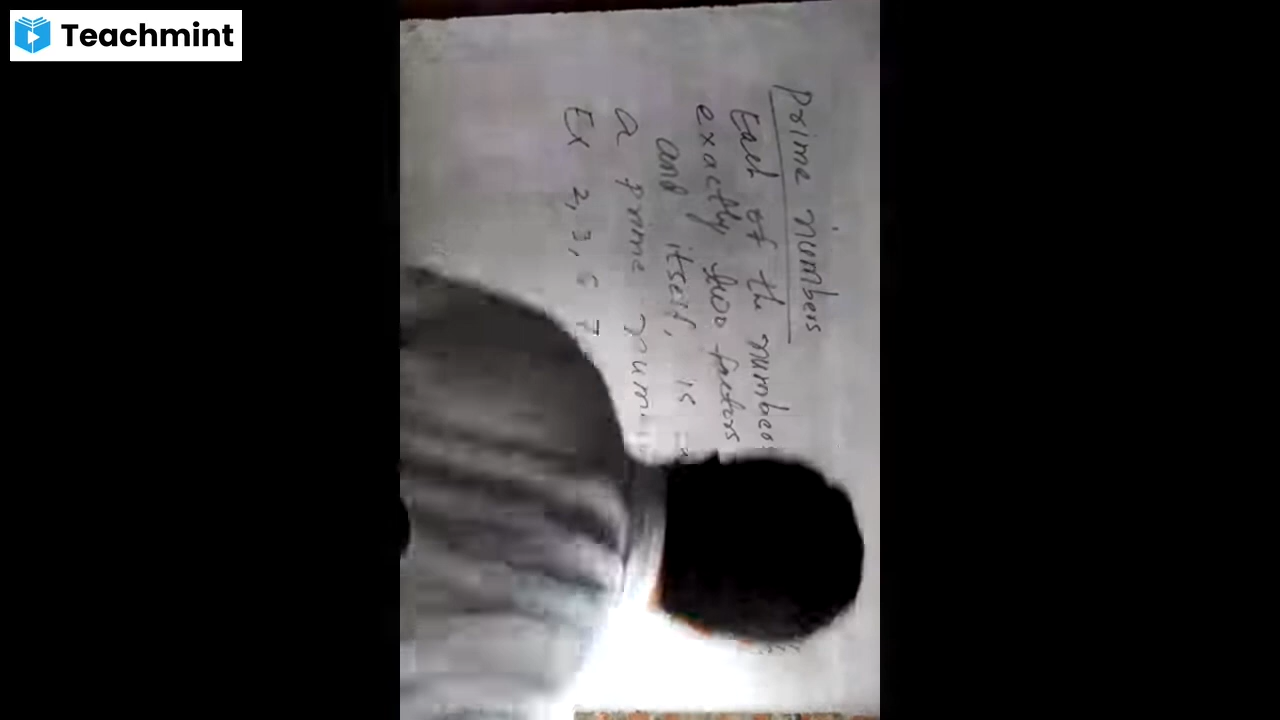 Teachmint
Prime numbers
Each of the numbers
exactly two factors
and itself, is
a prime num
Ex 2, 3, 5 7